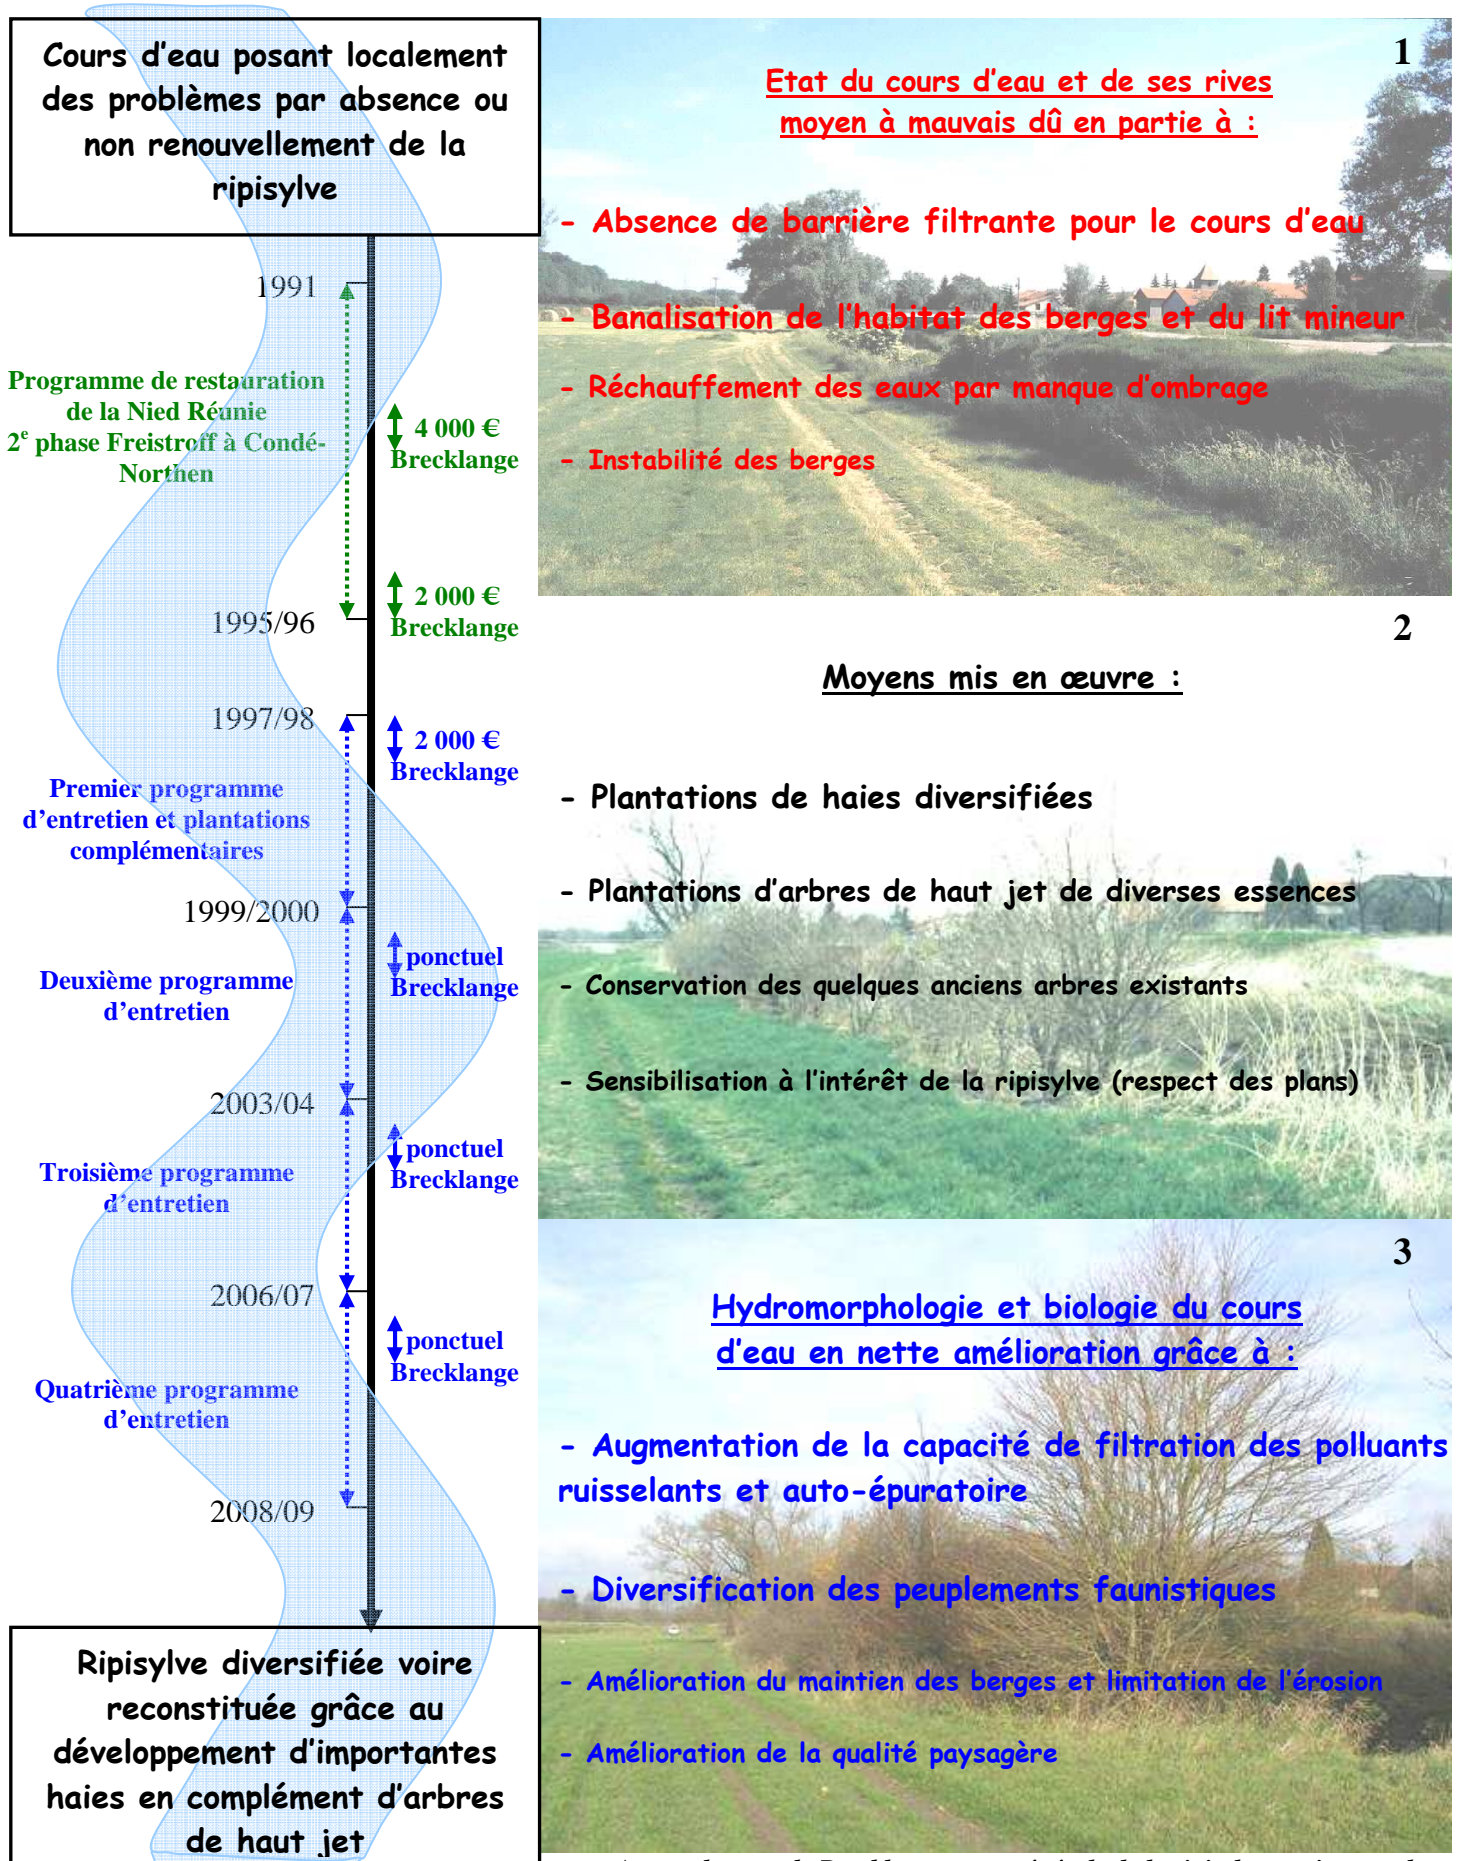 Cours d'eau posant localement
des problèmes par absence ou
non renouvellement de la
ripisylve
1991
Programme de restauration
de la Nied Réunie
2e phase Freistroff à Condé-
Northen
4 000 €
Brecklange
2 000 €
Brecklange
1995/96
1997/98
2 000 €
Brecklange
Premier programme
d'entretien et plantations
complémentaires
1999/2000
ponctuel
Brecklange
Deuxième programme
d'entretien
2003/04
ponctuel
Brecklange
Troisième programme
d'entretien
2006/07
ponctuel
Brecklange
Quatrième programme
d'entretien
2008/09
Ripisylve diversifiée voire
reconstituée grâce au
développement d'importantes
haies en complément d'arbres
de haut jet
1
Etat du cours d'eau et de ses rives
moyen à mauvais dû en partie à :
- Absence de barrière filtrante pour le cours d'eau
- Banalisation de l'habitat des berges et du lit mineur
- Réchauffement des eaux par manque d'ombrage
- Instabilité des berges
2
Moyens mis en œuvre :
- Plantations de haies diversifiées
- Plantations d'arbres de haut jet de diverses essences
- Conservation des quelques anciens arbres existants
- Sensibilisation à l'intérêt de la ripisylve (respect des plans)
3
Hydromorphologie et biologie du cours
d'eau en nette amélioration grâce à :
- Augmentation de la capacité de filtration des polluants
ruisselants et auto-épuratoire
- Diversification des peuplements faunistiques
- Amélioration du maintien des berges et limitation de l'érosion
- Amélioration de la qualité paysagère